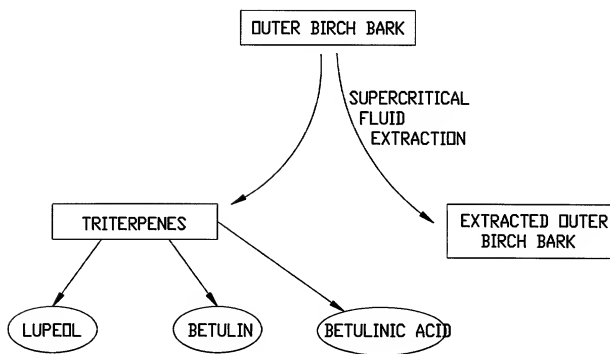 OUTER BIRCH BARK
SUPERCRITICAL
FLUID
EXTRACTION
TRITERPENES
EXTRACTED OUTER
BIRCH BARK
LUPEOL
BETULIN
BETULINIC ACID